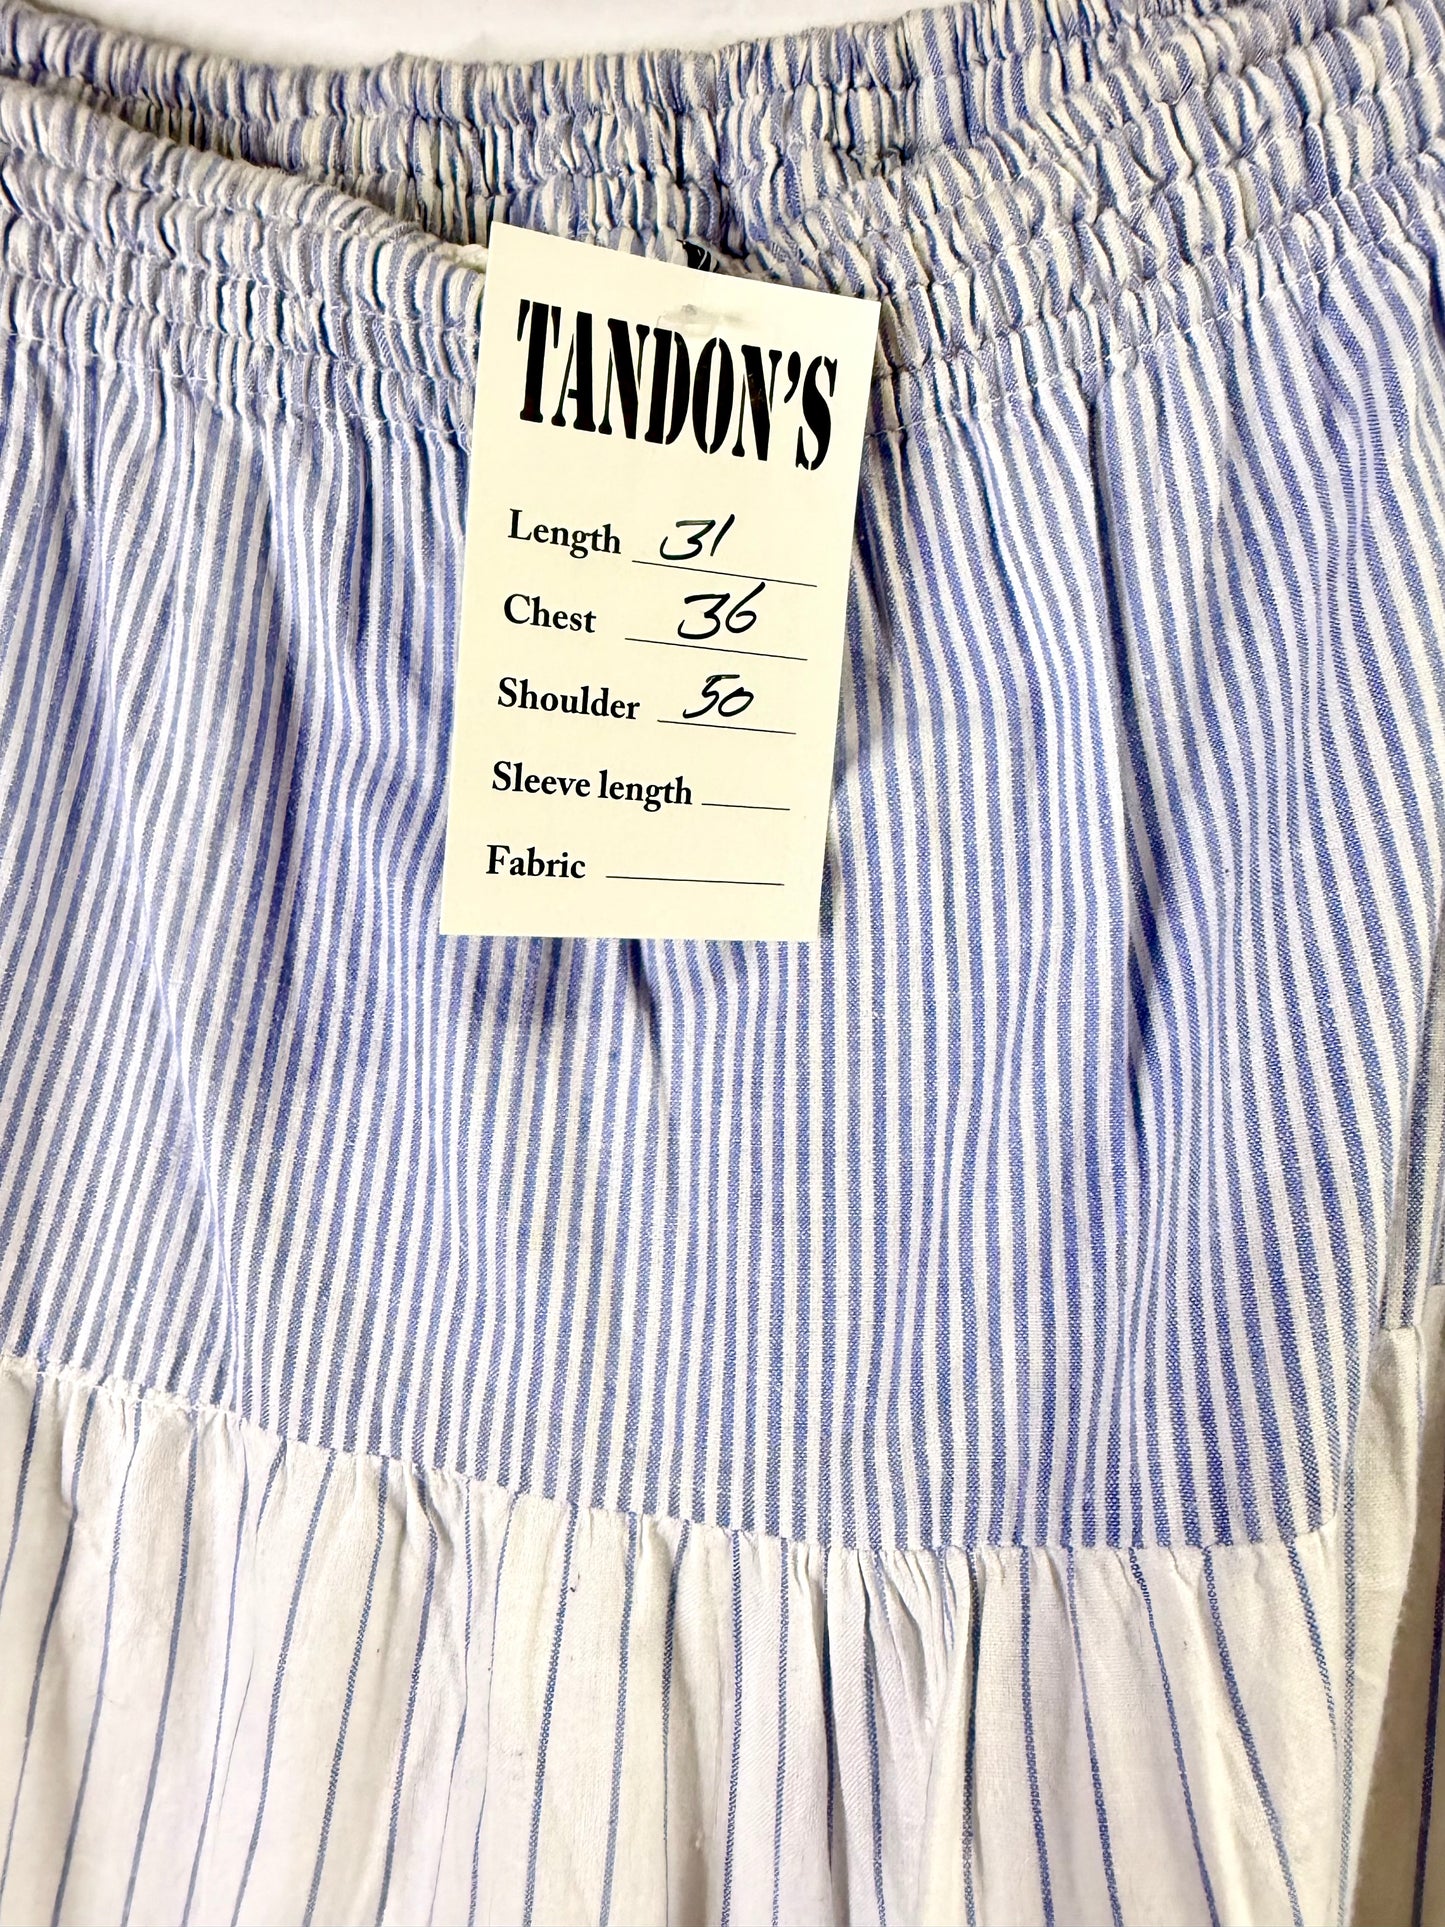 TANDON'S
Length 31
Chest 36
Shoulder 50
Sleeve length
Fabric